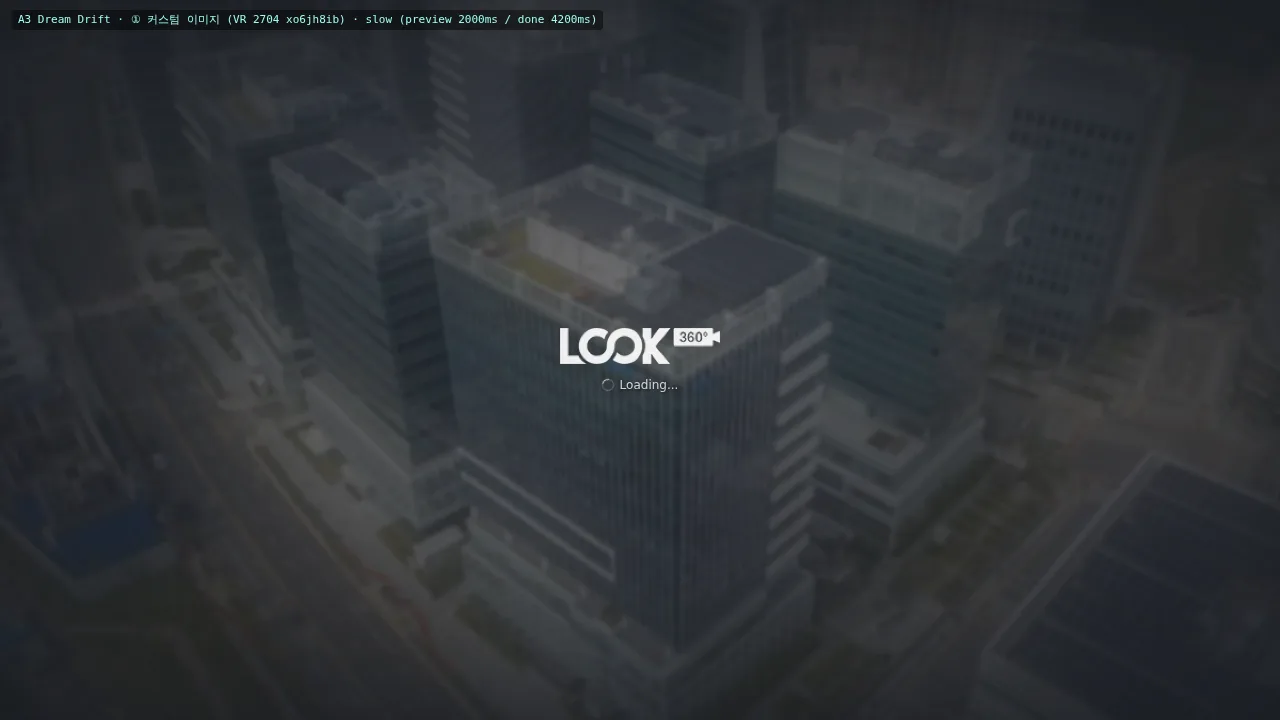 A3 Dream Drift · ① 커스텀 이미지 (VR 2704 xo6jh8ib) · slow (preview 2000ms / done 4200ms)
LOOK 360°
Loading...